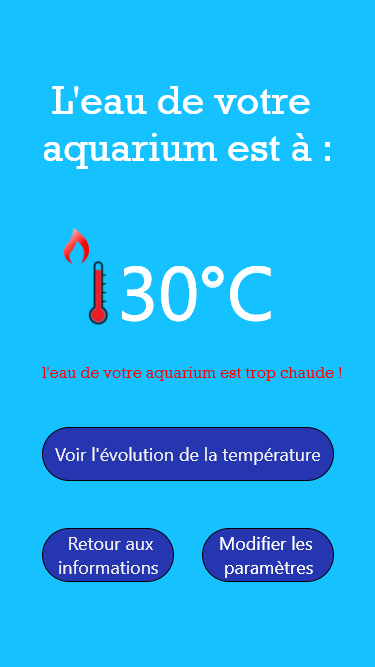 L'eau de votre
aquarium est à :
30°C
l'eau de votre aquarium est trop chaude !
Voir l'évolution de la température
Retour aux
informations
Modifier les
paramètres